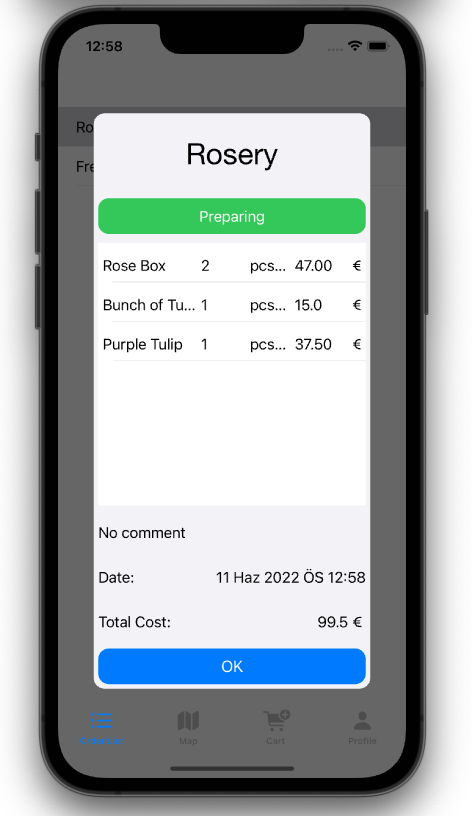 12:58
Ro
Fre
Rosery
Preparing
Rose Box 2 pcs... 47.00 €
Bunch of Tu... 1 pcs... 15.0 €
Purple Tulip 1 pcs... 37.50 €
No comment
Date: 11 Haz 2022 ÖS 12:58
Total Cost: 99.5 €
OK
Map Cart Profile